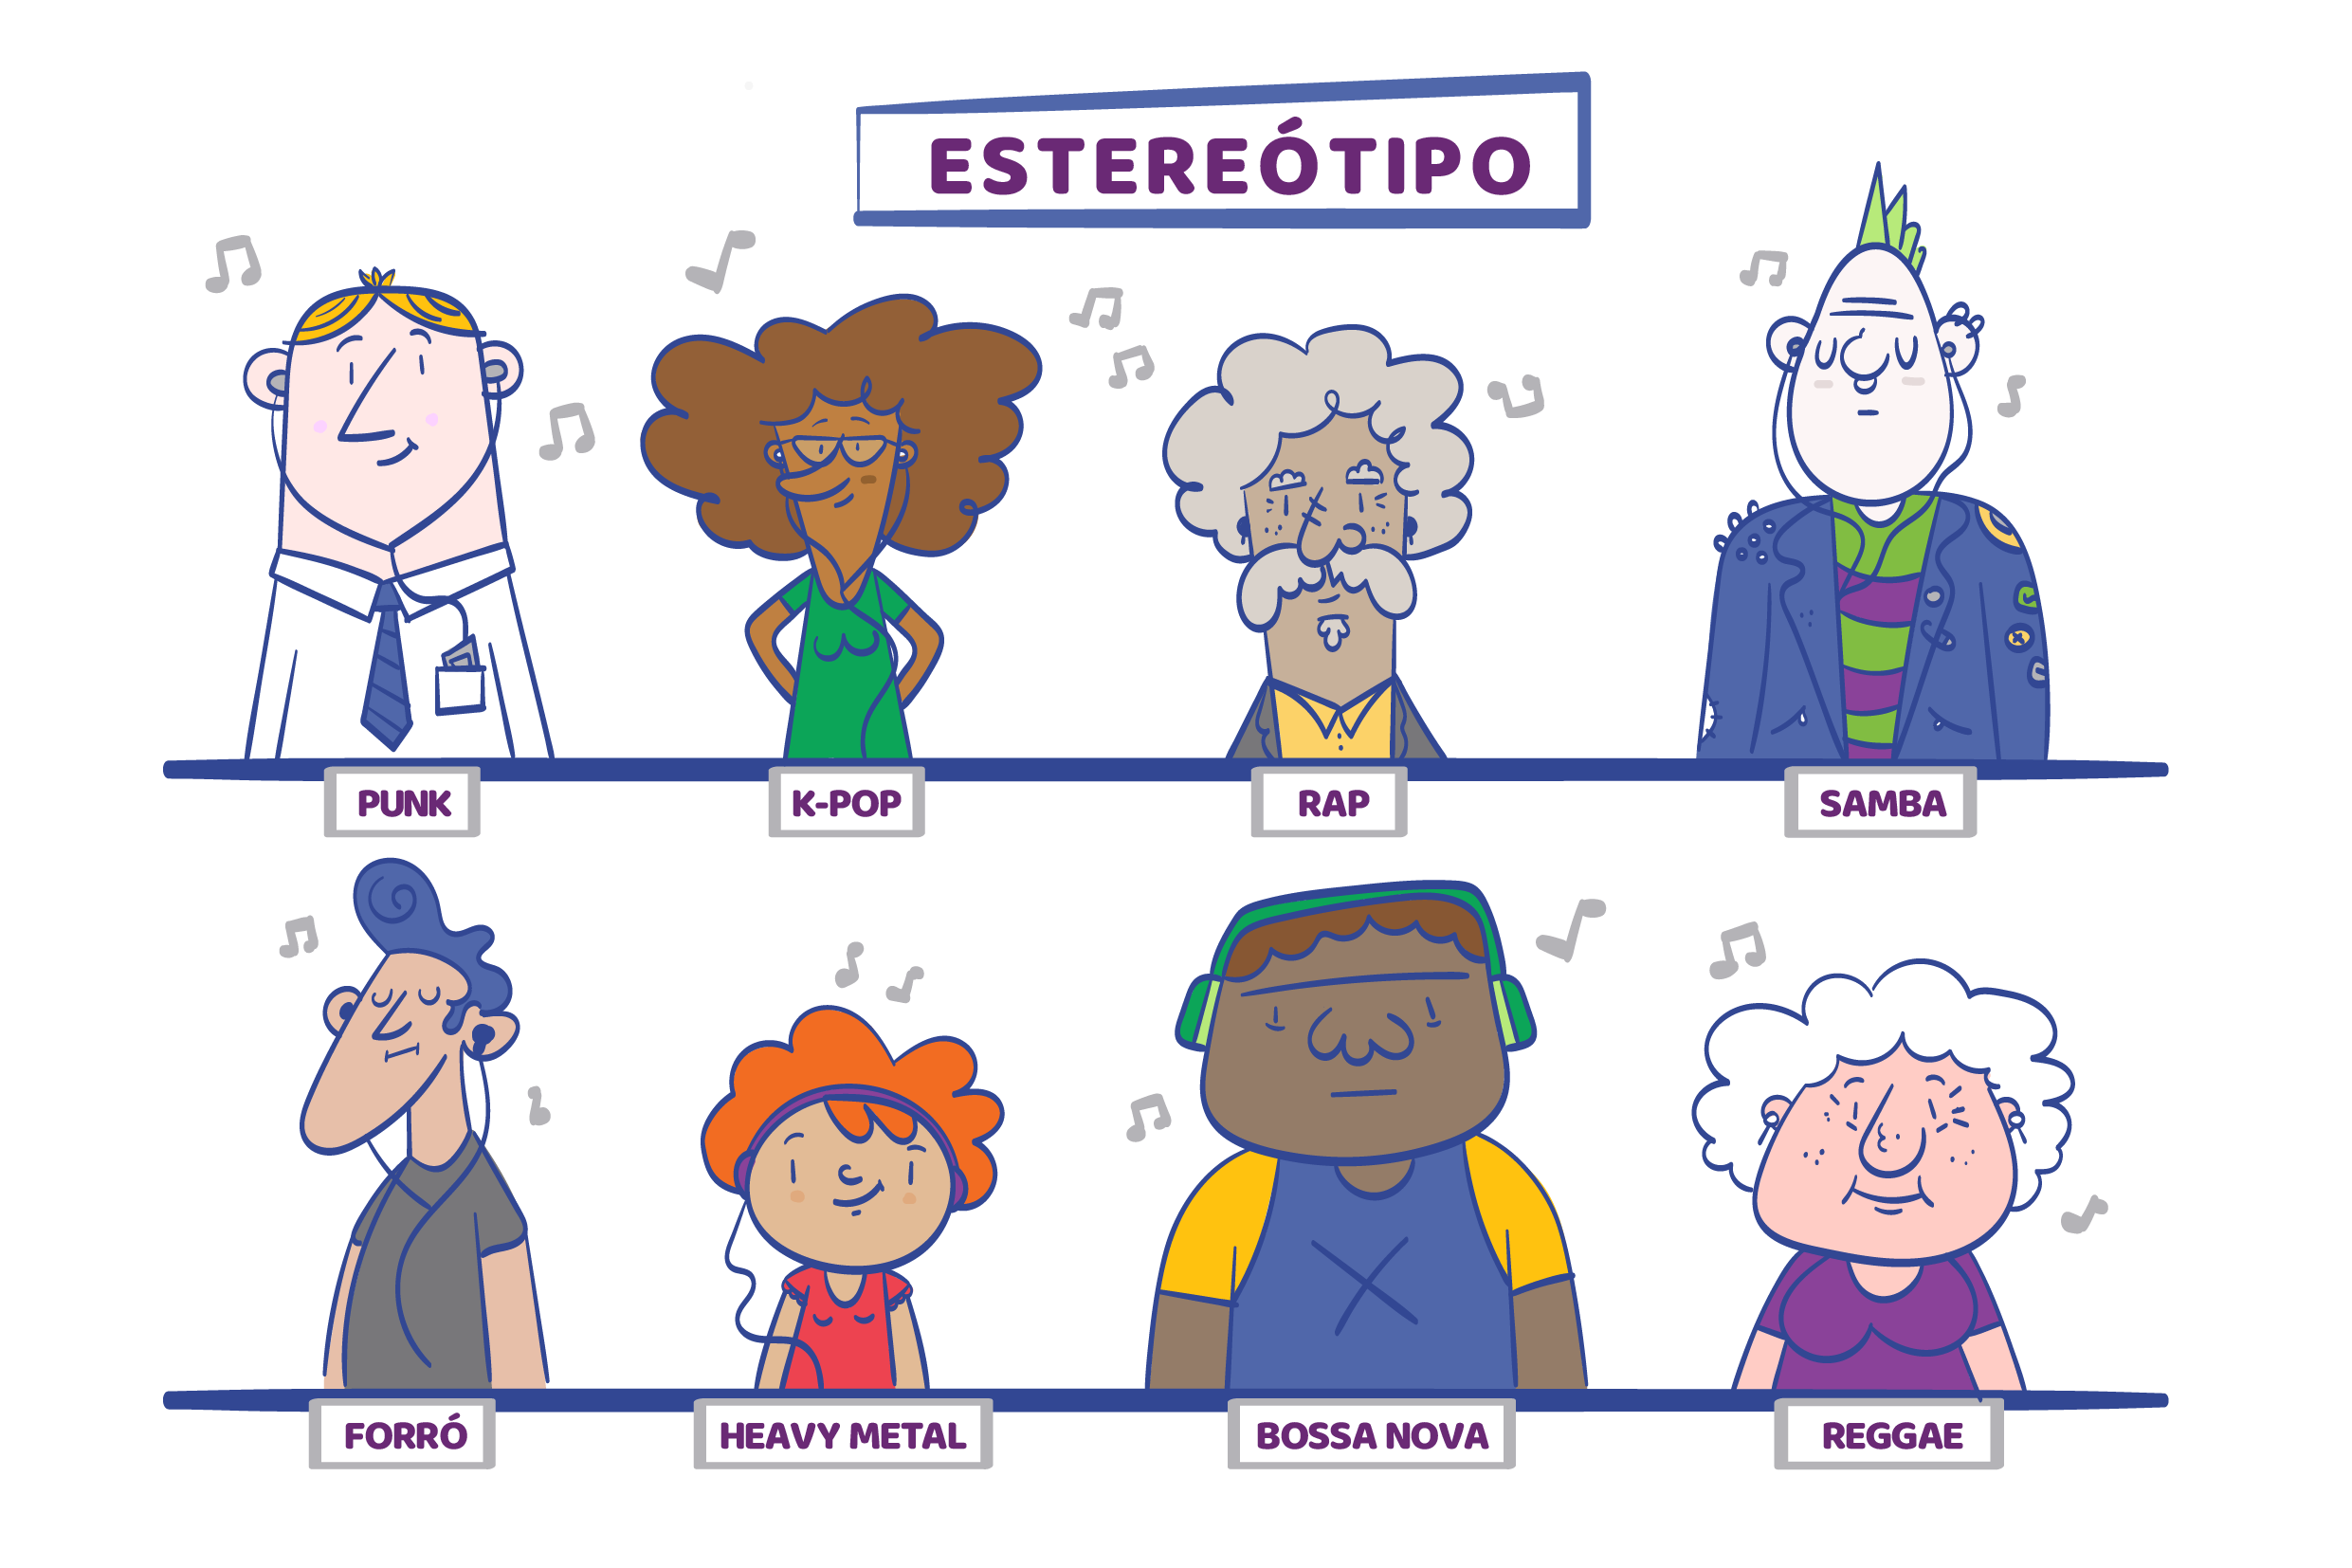 ESTEREÓTIPO
PUNK
K-POP
RAP
SAMBA
FORRÓ
HEAVY METAL
BOSSA NOVA
REGGAE